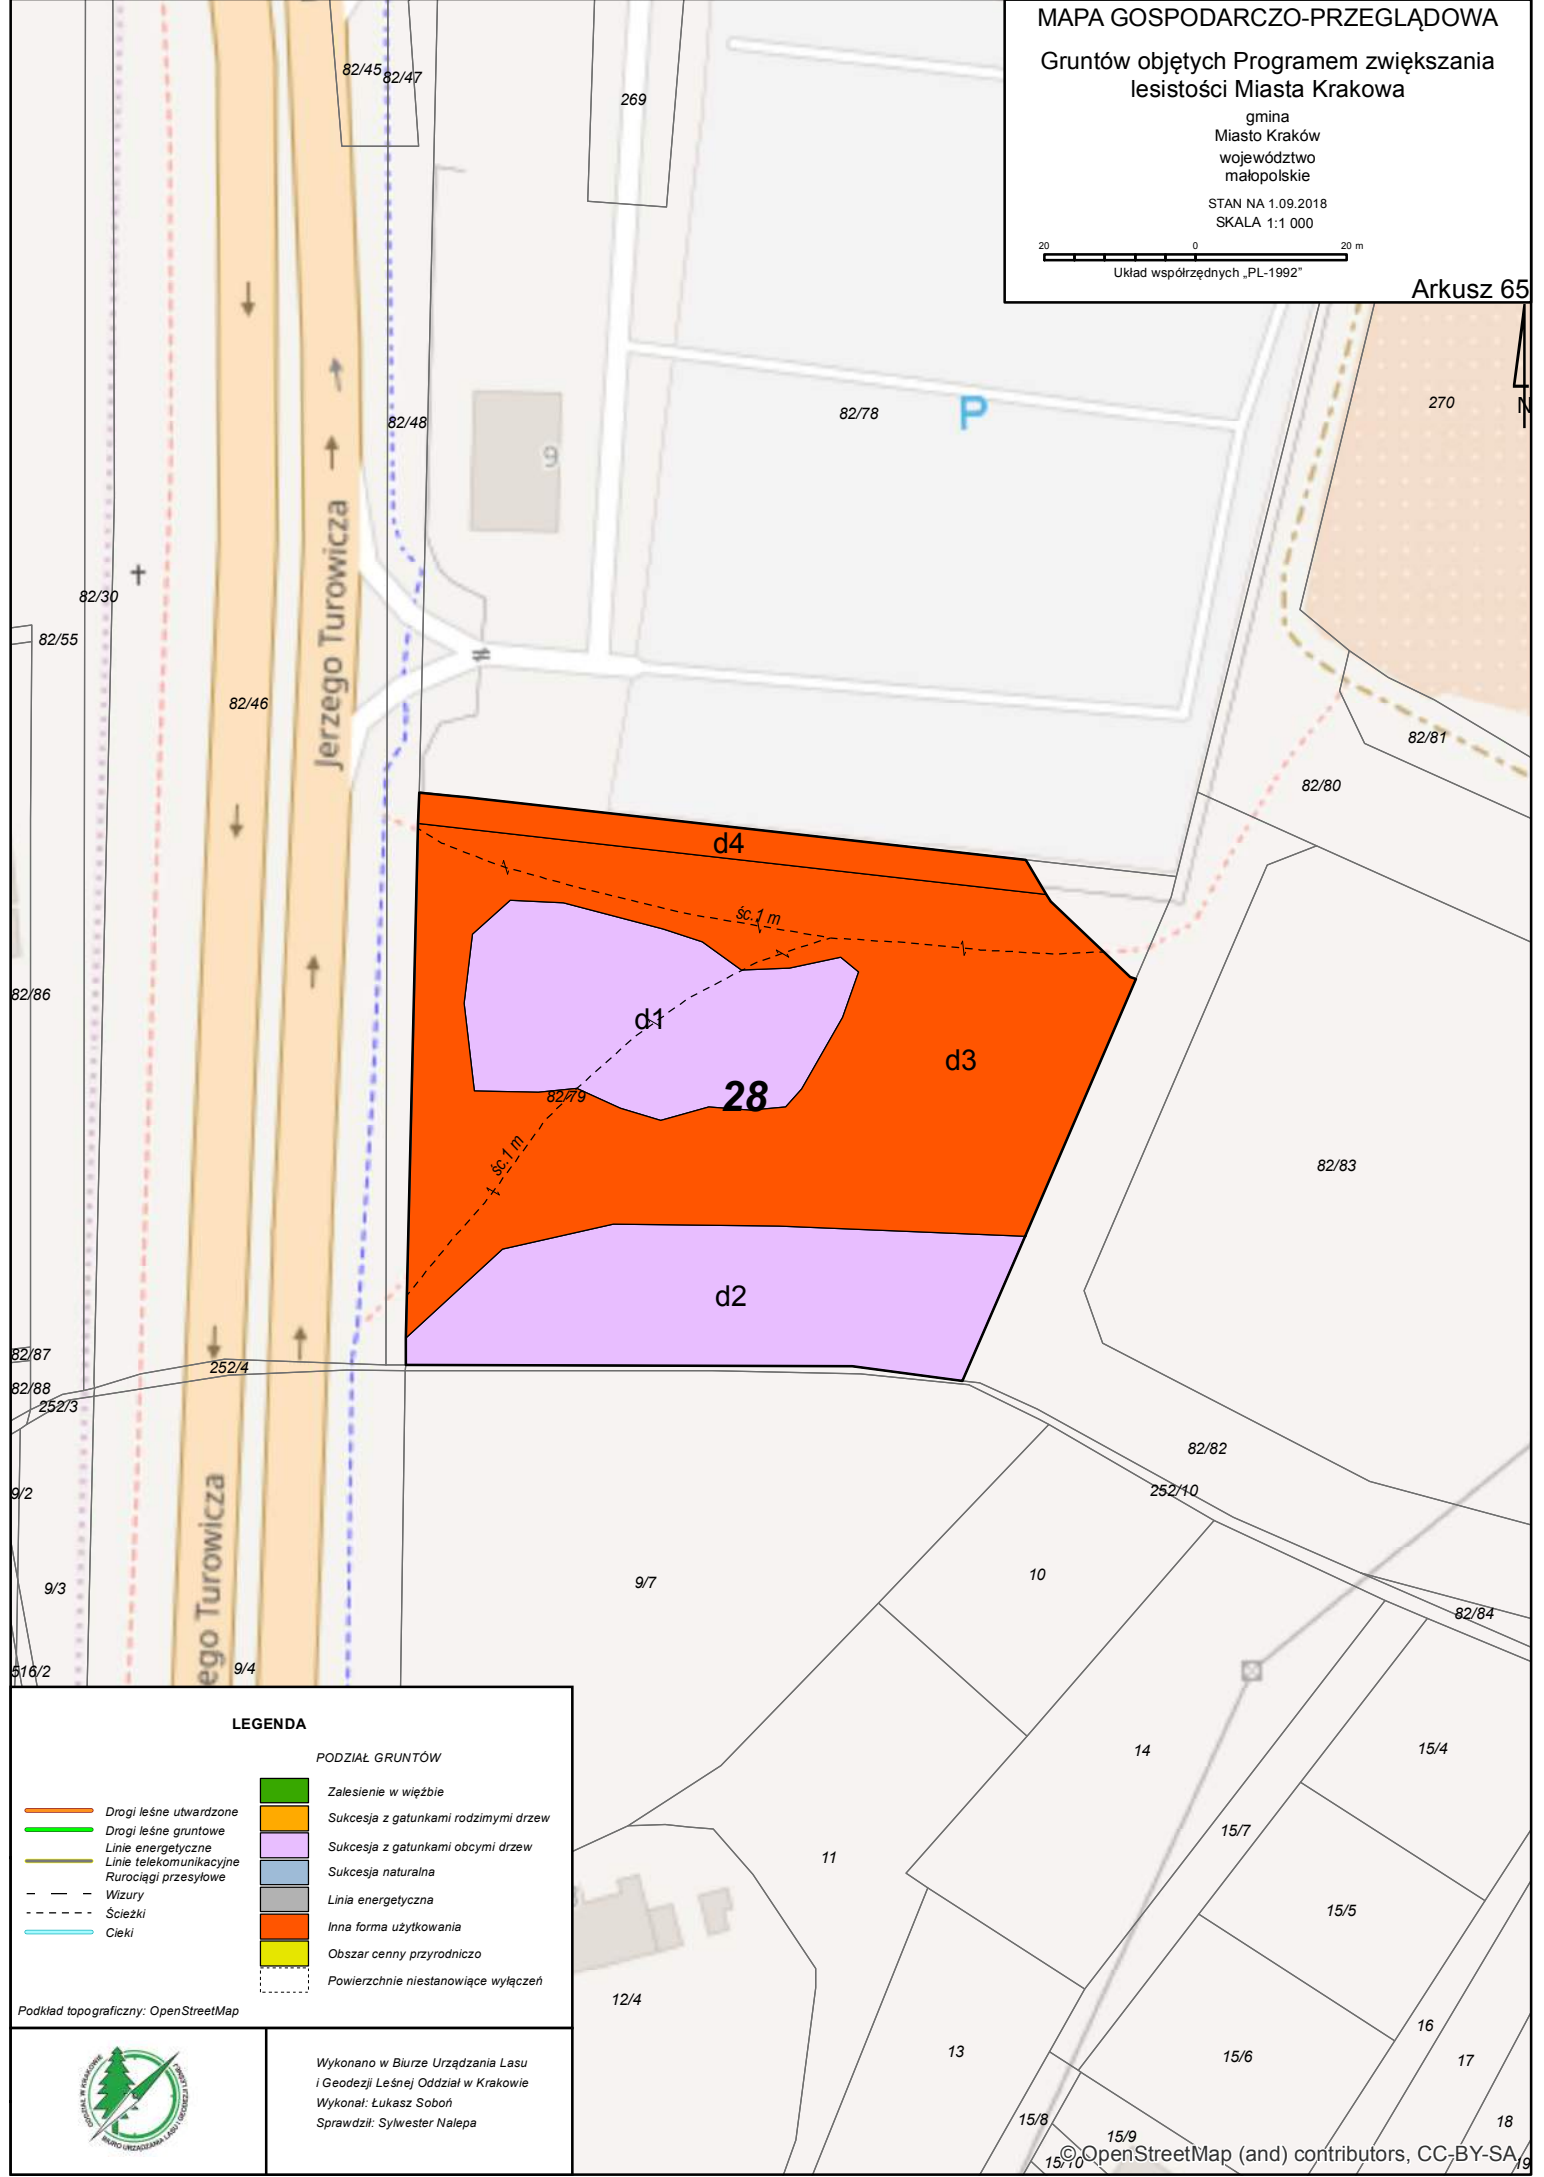 MAPA GOSPODARCZO-PRZEGLĄDOWA
Gruntów objętych Programem zwiększania
lesistości Miasta Krakowa
gmina
Miasto Kraków
województwo
małopolskie
STAN NA 1.09.2018
SKALA 1:1 000
20 0 20 m
Układ współrzędnych „PL-1992"
Arkusz 65
N
82/45
82/47
269
82/48
82/78
P
270
9
Jerzego Turowicza
82/30
82/55
82/46
82/81
82/80
d4
śc.1 m
82/86
d1
d3
28
82/79
śc.1 m
82/83
d2
82/87
252/4
82/88
252/3
82/82
252/10
9/2
9/3
9/7
10
82/84
516/2
9/4
ego Turowicza
14
15/4
15/7
11
15/5
12/4
13
15/6
16
17
15/8
15/9
15/10
18
19
LEGENDA
PODZIAŁ GRUNTÓW
Drogi leśne utwardzone
Drogi leśne gruntowe
Linie energetyczne
Linie telekomunikacyjne
Rurociągi przesyłowe
Wizury
Ścieżki
Cieki
Zalesienie w więźbie
Sukcesja z gatunkami rodzimymi drzew
Sukcesja z gatunkami obcymi drzew
Sukcesja naturalna
Linia energetyczna
Inna forma użytkowania
Obszar cenny przyrodniczo
Powierzchnie niestanowiące wyłączeń
Podkład topograficzny: OpenStreetMap
ODDZIAŁ W KRAKOWIE
BIURO URZĄDZANIA LASU I GEODEZJI LEŚNEJ
Wykonano w Biurze Urządzania Lasu
i Geodezji Leśnej Oddział w Krakowie
Wykonał: Łukasz Soboń
Sprawdził: Sylwester Nalepa
© OpenStreetMap (and) contributors, CC-BY-SA